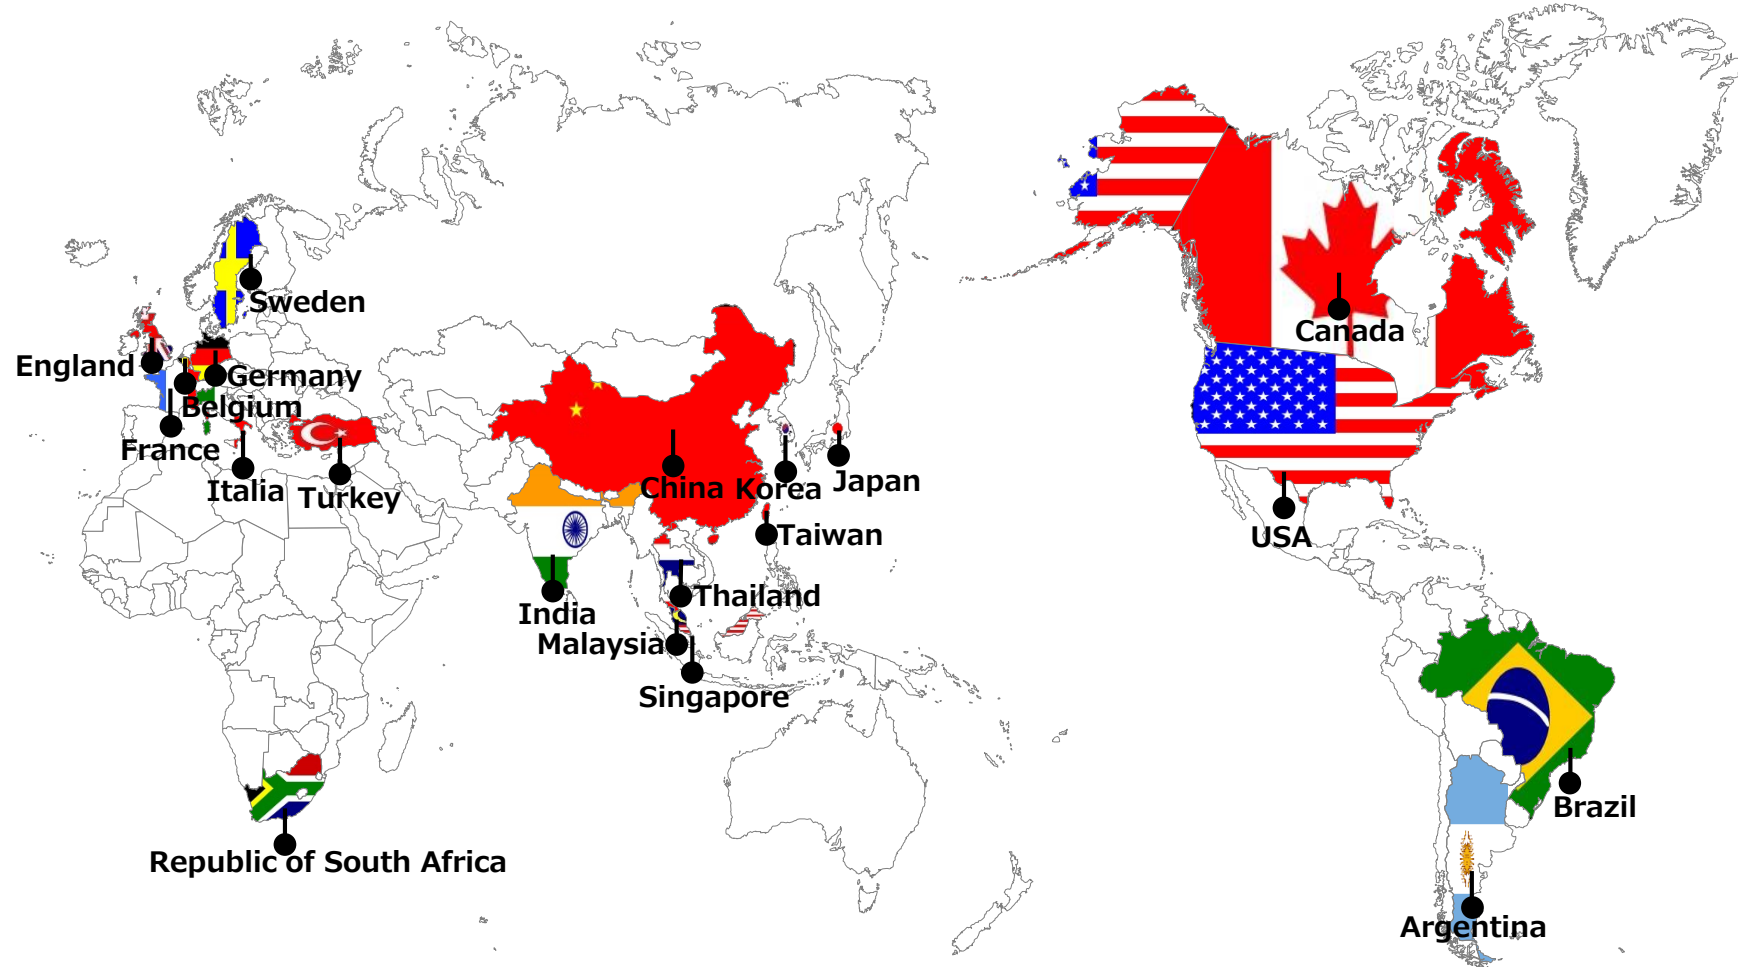 Sweden
England
Germany
Belgium
France
Italia
Turkey
China
Korea
Japan
Taiwan
India
Thailand
Malaysia
Singapore
Republic of South Africa
Canada
USA
Brazil
Argentina